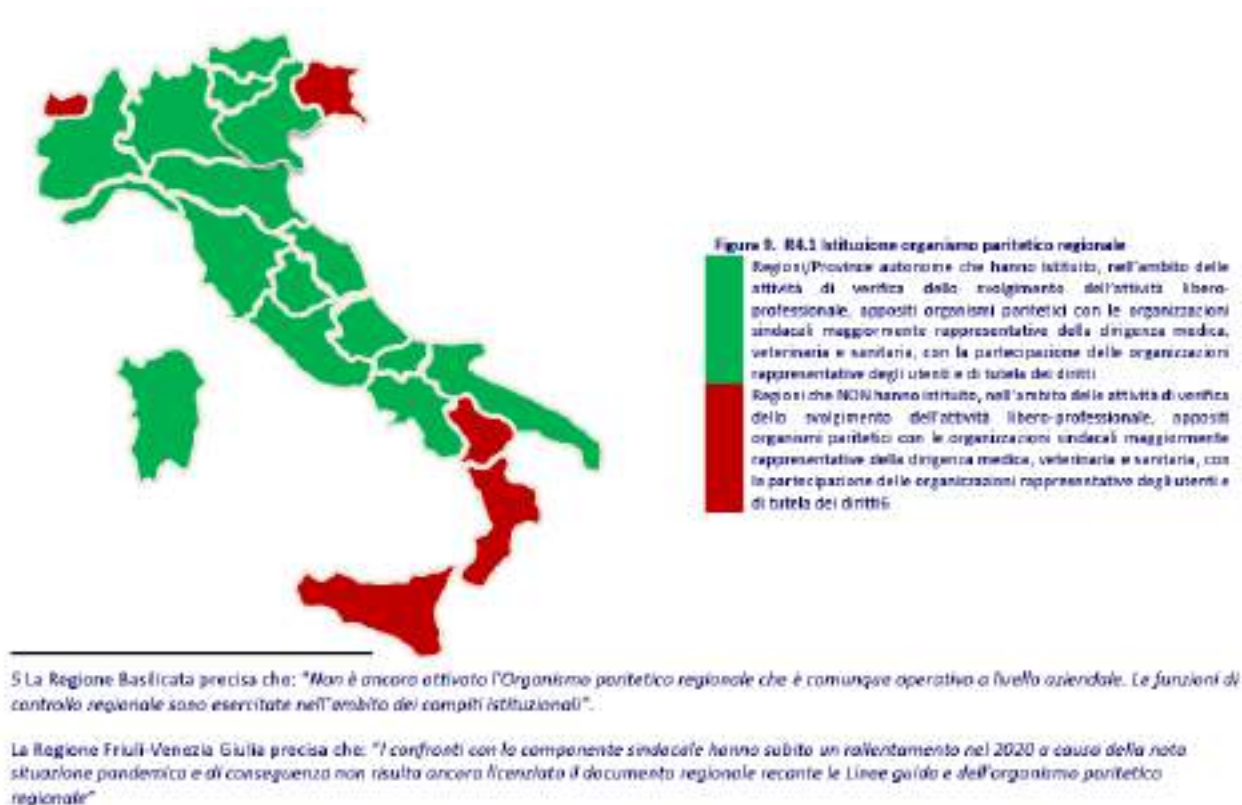 Figura 9. R4.1 Istituzione organismo paritetico regionale
Regioni/Province autonome che hanno istituito, nell'ambito delle
attività di verifica dello svolgimento dell'attività libero-
professionale, appositi organismi paritetici con le organizzazioni
sindacali maggiormente rappresentative della dirigenza medica,
veterinaria e sanitaria, con la partecipazione delle organizzazioni
rappresentative degli utenti e di tutela dei diritti
Regioni che NON hanno istituito, nell'ambito delle attività di verifica
dello svolgimento dell'attività libero-professionale, appositi
organismi paritetici con le organizzazioni sindacali maggiormente
rappresentative della dirigenza medica, veterinaria e sanitaria, con
la partecipazione delle organizzazioni rappresentative degli utenti e
di tutela dei diritti6
5 La Regione Basilicata precisa che: "Non è ancora attivato l'Organismo paritetico regionale che è comunque operativo a livello aziendale. Le funzioni di
controllo regionale sono esercitate nell'ambito dei compiti istituzionali".
La Regione Friuli-Venezia Giulia precisa che: "I confronti con la componente sindacale hanno subito un rallentamento nel 2020 a causa della nota
situazione pandemica e di conseguenza non risulta ancora licenziato il documento regionale recante le Linee guida e dell'organismo paritetico
regionale"